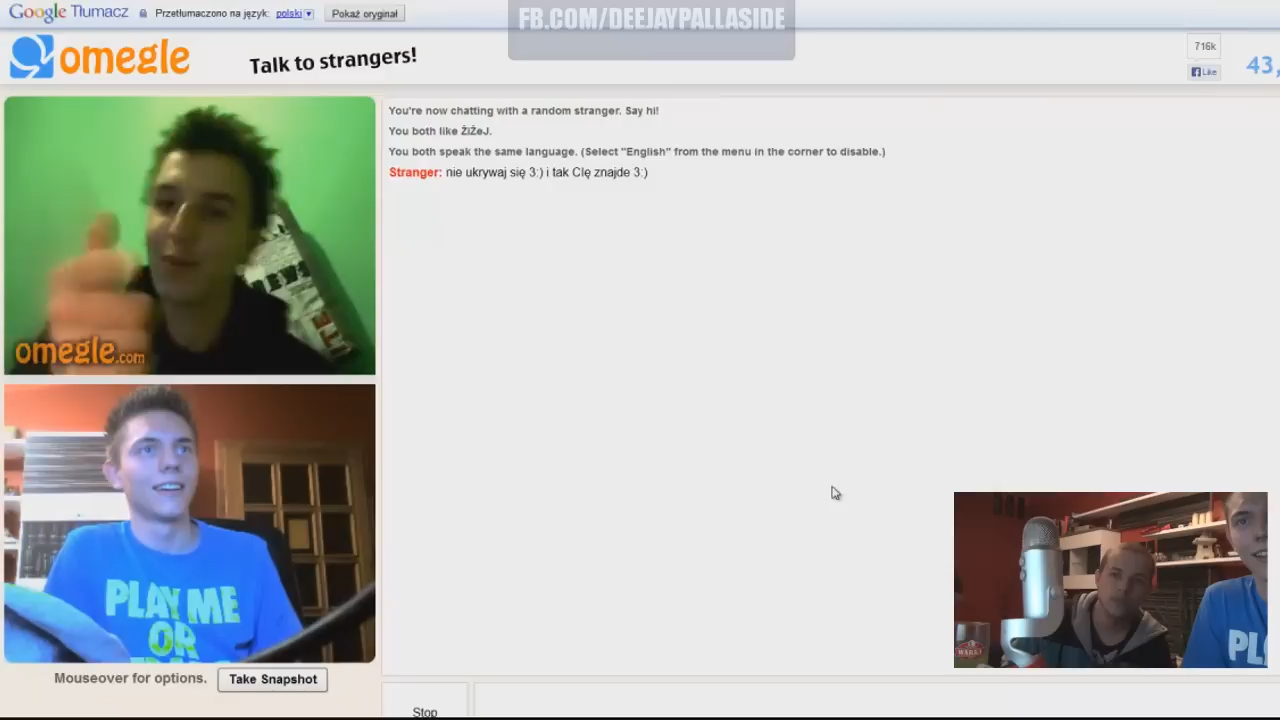 Google Tłumacz
Przetłumaczono na język: polski
Pokaż oryginał
FB.COM/DEEJAYPALLASIDE
omegle
Talk to strangers!
716k
Like
43,
You're now chatting with a random stranger. Say hi!
You both like ŻiŻeJ.
You both speak the same language. (Select "English" from the menu in the corner to disable.)
Stranger: nie ukrywaj się 3:) i tak CIę znajde 3:)
omegle.com
PLAY ME
OR
PL
Mouseover for options.
Take Snapshot
Stop